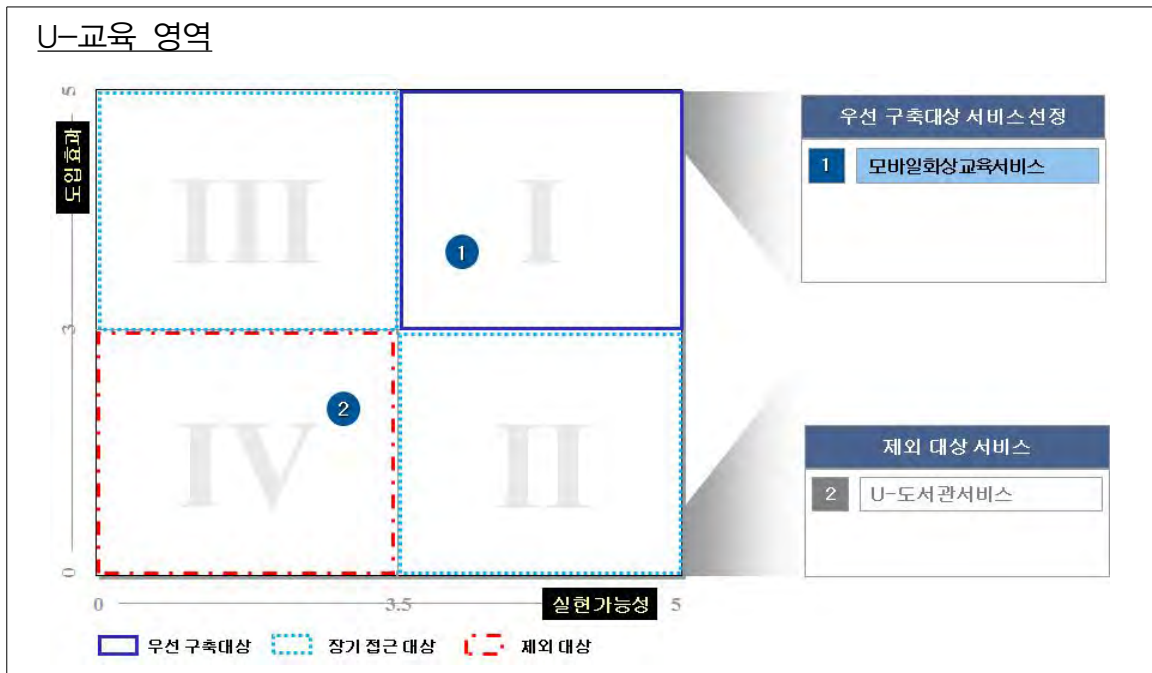 U-교육 영역
5
도입효과
3
0
III
I
IV
II
1
2
0
3.5
실현가능성
5
우선 구축대상
장기 접근 대상
제외 대상
우선 구축대상 서비스선정
1
모바일화상교육서비스
제외 대상 서비스
2
U-도서관서비스